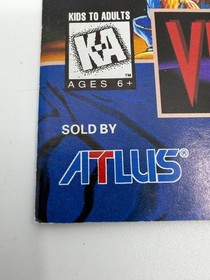 KIDS TO ADULTS
K-A
AGES 6+
SOLD BY
ATLUS©